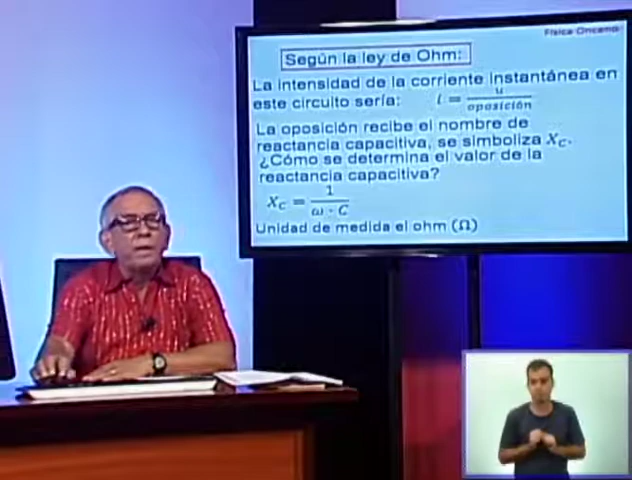 Física Onceno
Según la ley de Ohm:
La intensidad de la corriente instantánea en
este circuito sería: i = u / oposición
La oposición recibe el nombre de
reactancia capacitiva, se simboliza X_C.
¿Cómo se determina el valor de la
reactancia capacitiva?
X_C = 1 / ω · C
Unidad de medida el ohm (Ω)